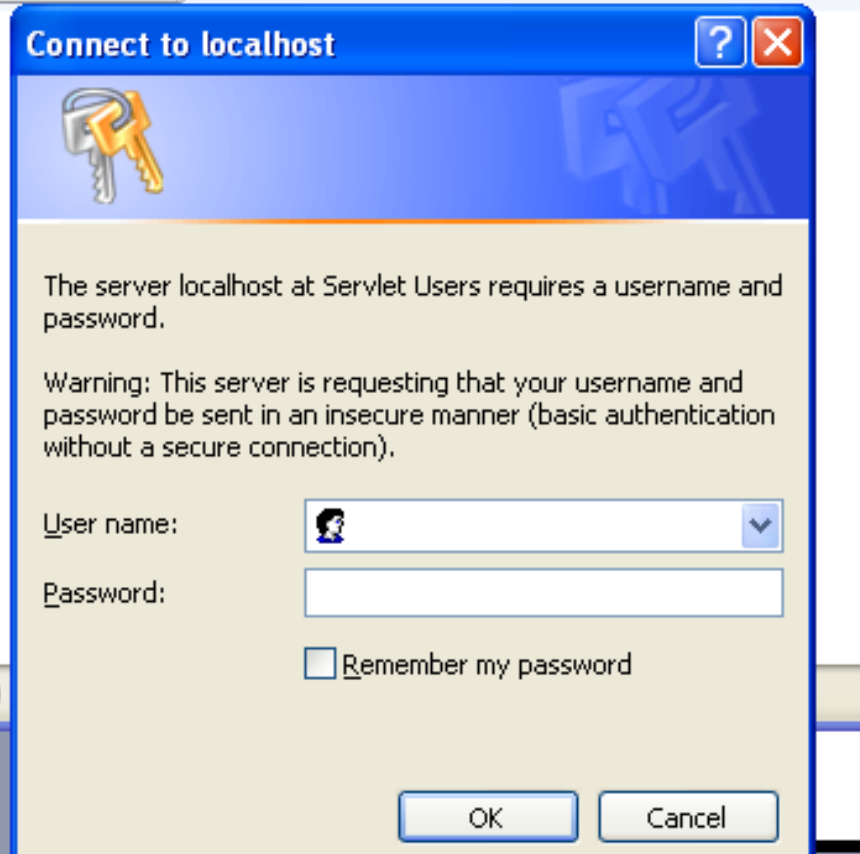 Connect to localhost
The server localhost at Servlet Users requires a username and
password.
Warning: This server is requesting that your username and
password be sent in an insecure manner (basic authentication
without a secure connection).
User name:
Password:
Remember my password
OK Cancel